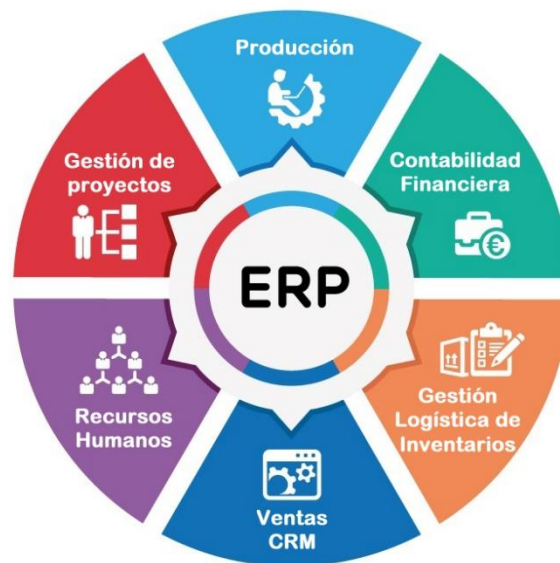 Producción
Gestión de
proyectos
Contabilidad
Financiera
ERP
Recursos
Humanos
Gestión
Logística de
Inventarios
Ventas
CRM